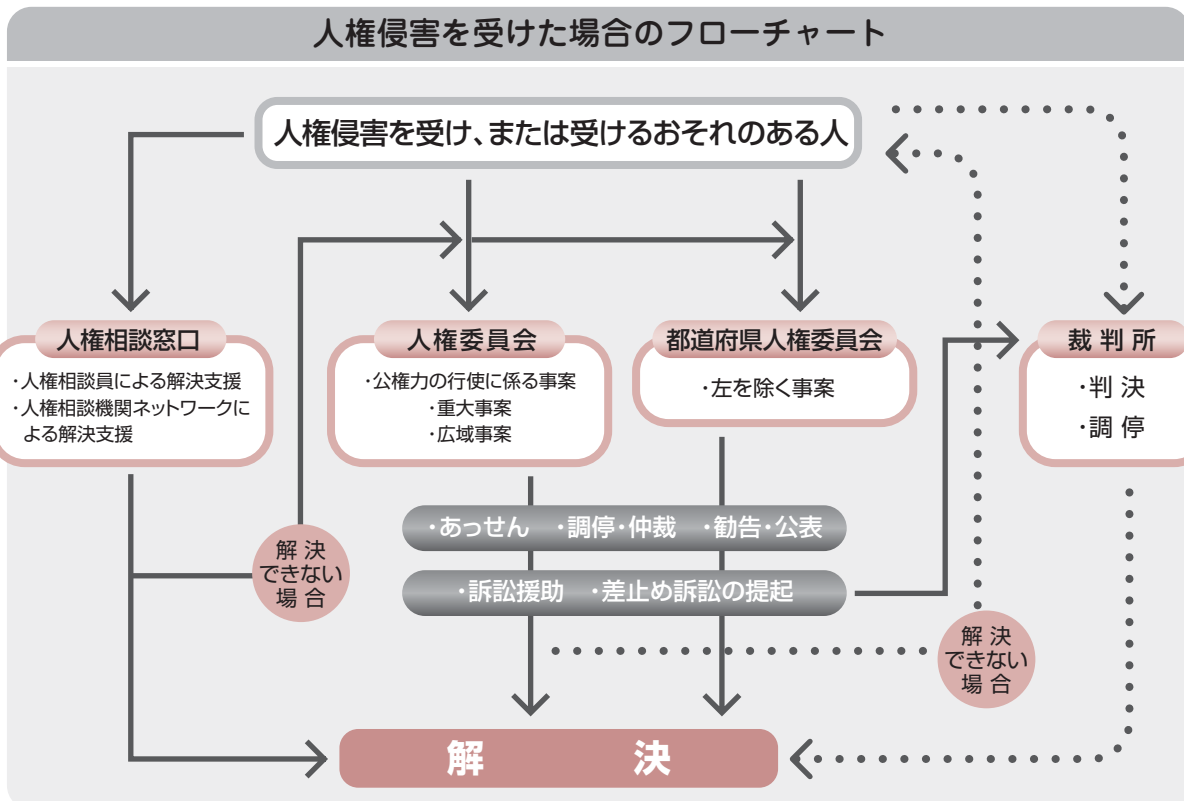 人権侵害を受けた場合のフローチャート
人権侵害を受け、または受けるおそれのある人
人権相談窓口
・人権相談員による解決支援
・人権相談機関ネットワークに
よる解決支援
人権委員会
・公権力の行使に係る事案
・重大事案
・広域事案
都道府県人権委員会
・左を除く事案
裁判所
・判決
・調停
・あっせん ・調停・仲裁 ・勧告・公表
・訴訟援助 ・差止め訴訟の提起
解決
できない
場合
解決
できない
場合
解決